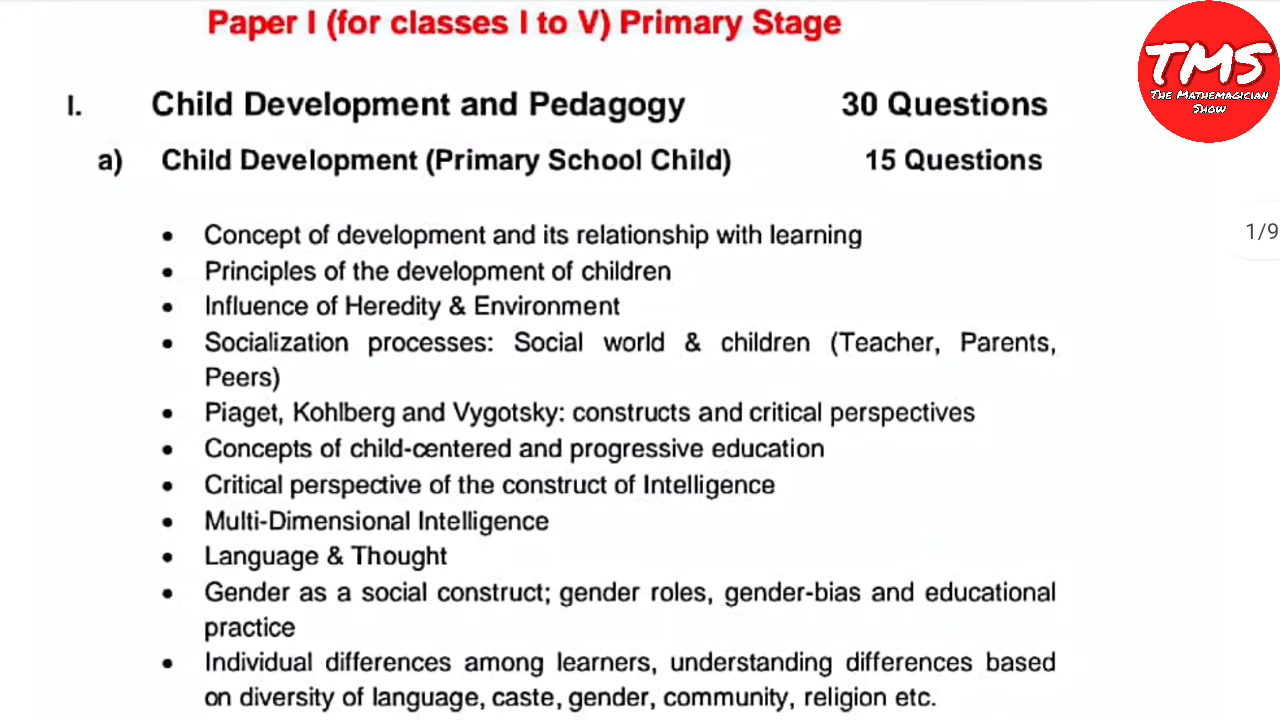 Paper I (for classes I to V) Primary Stage
TMS
THE MATHEMAGICIAN
SHOW
I. Child Development and Pedagogy 30 Questions
a) Child Development (Primary School Child) 15 Questions
1/9
• Concept of development and its relationship with learning
• Principles of the development of children
• Influence of Heredity & Environment
• Socialization processes: Social world & children (Teacher, Parents,
Peers)
• Piaget, Kohlberg and Vygotsky: constructs and critical perspectives
• Concepts of child-centered and progressive education
• Critical perspective of the construct of Intelligence
• Multi-Dimensional Intelligence
• Language & Thought
• Gender as a social construct; gender roles, gender-bias and educational
practice
• Individual differences among learners, understanding differences based
on diversity of language, caste, gender, community, religion etc.